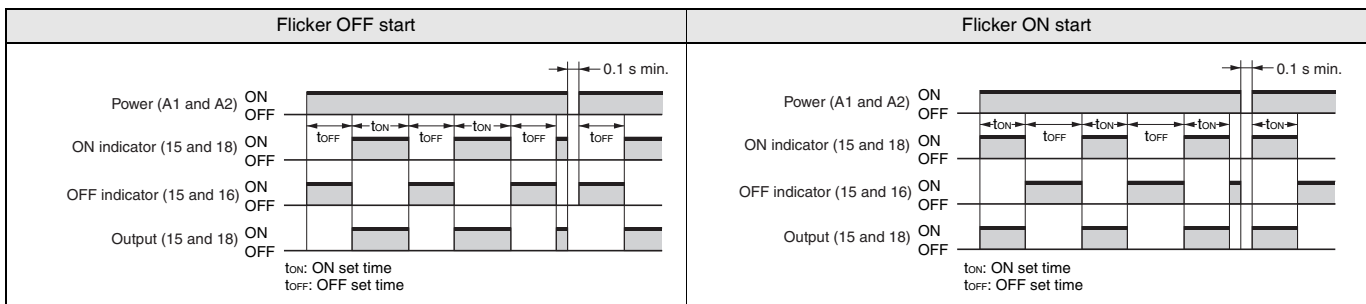 Flicker OFF start
0.1 s min.
Power (A1 and A2) ON
OFF
tOFF tON tOFF tON tOFF tOFF
ON indicator (15 and 18) ON
OFF
OFF indicator (15 and 16) ON
OFF
Output (15 and 18) ON
OFF
tON: ON set time
tOFF: OFF set time
Flicker ON start
0.1 s min.
Power (A1 and A2) ON
OFF
tON tOFF tON tOFF tON tON
ON indicator (15 and 18) ON
OFF
OFF indicator (15 and 16) ON
OFF
Output (15 and 18) ON
OFF
tON: ON set time
tOFF: OFF set time